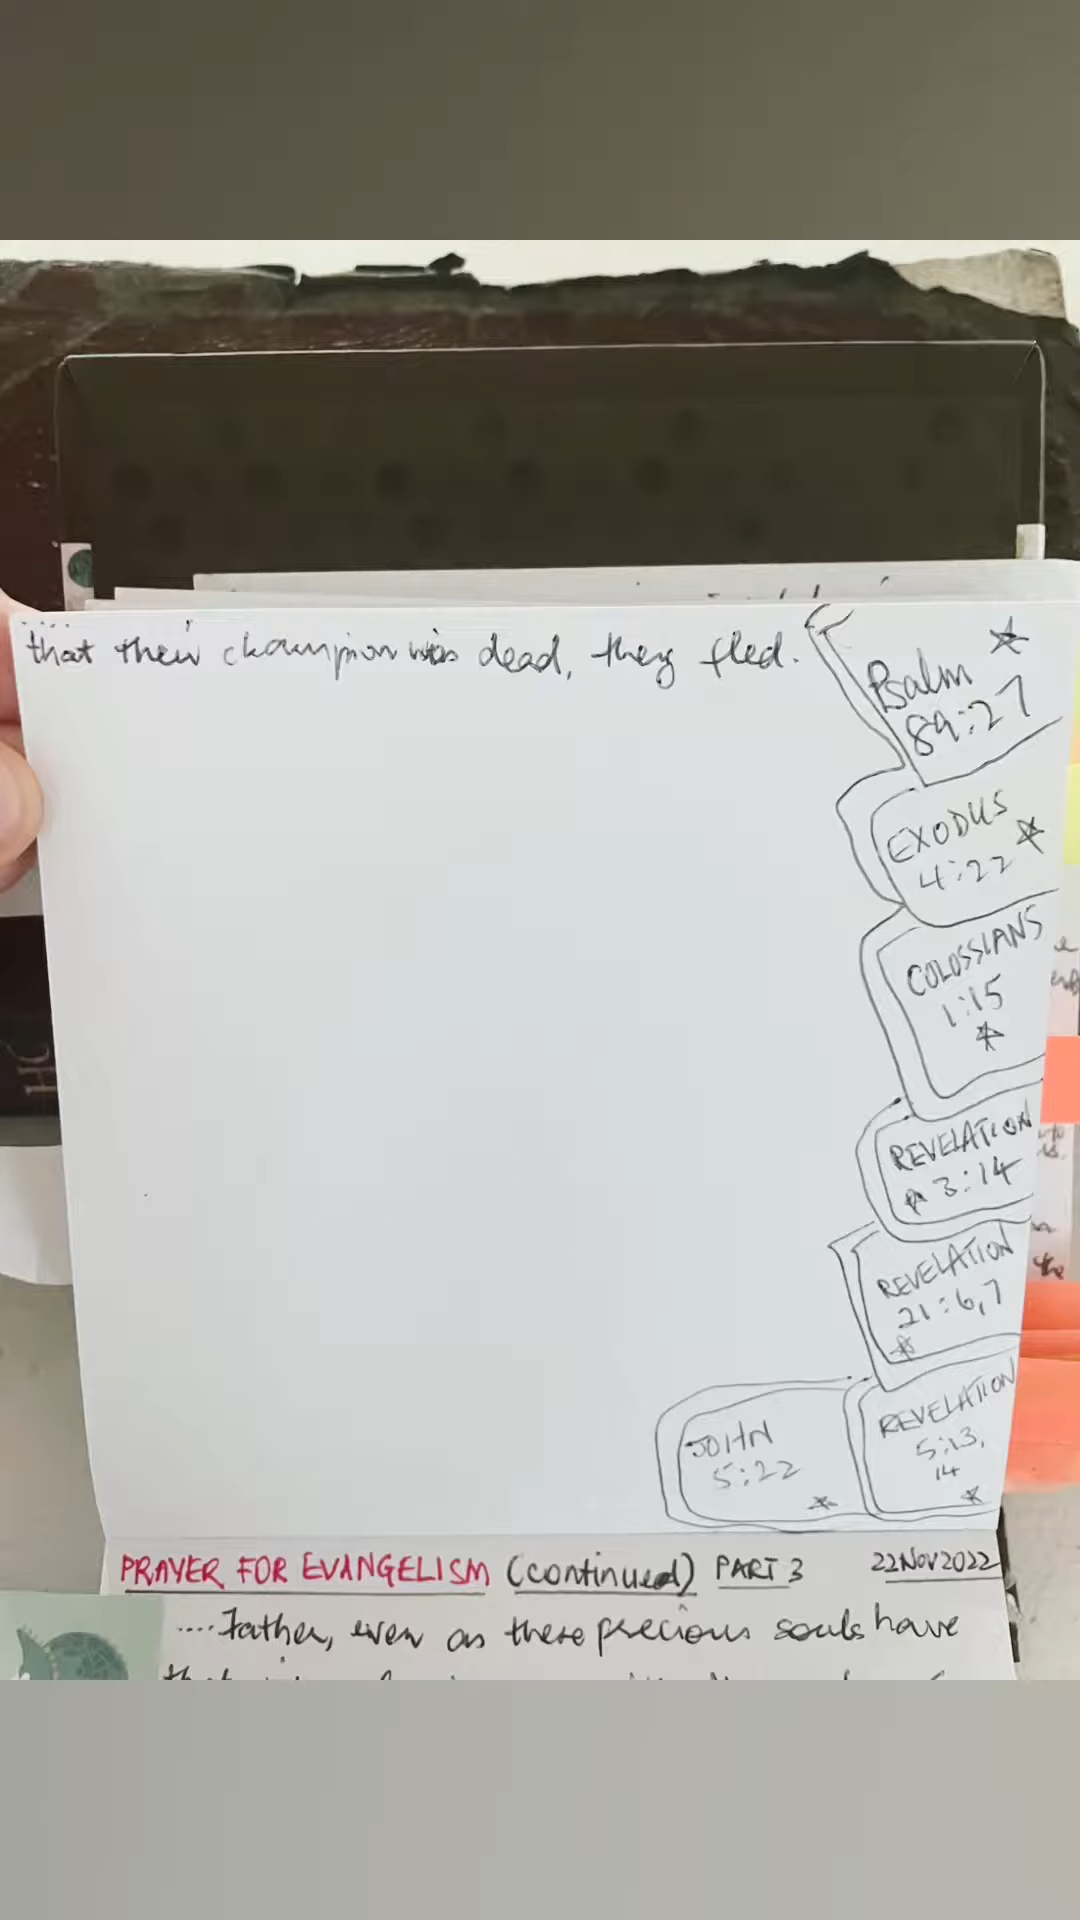 that their champion was dead, they fled.
Psalm
89:27
EXODUS
4:22
COLOSSIANS
1:15
REVELATION
3:14
REVELATION
21:6,7
REVELATION
5:13,
14
JOHN
5:22
PRAYER FOR EVANGELISM (continued) PART 3 22NOV2022
....Father, even as these precious souls have
HC
the